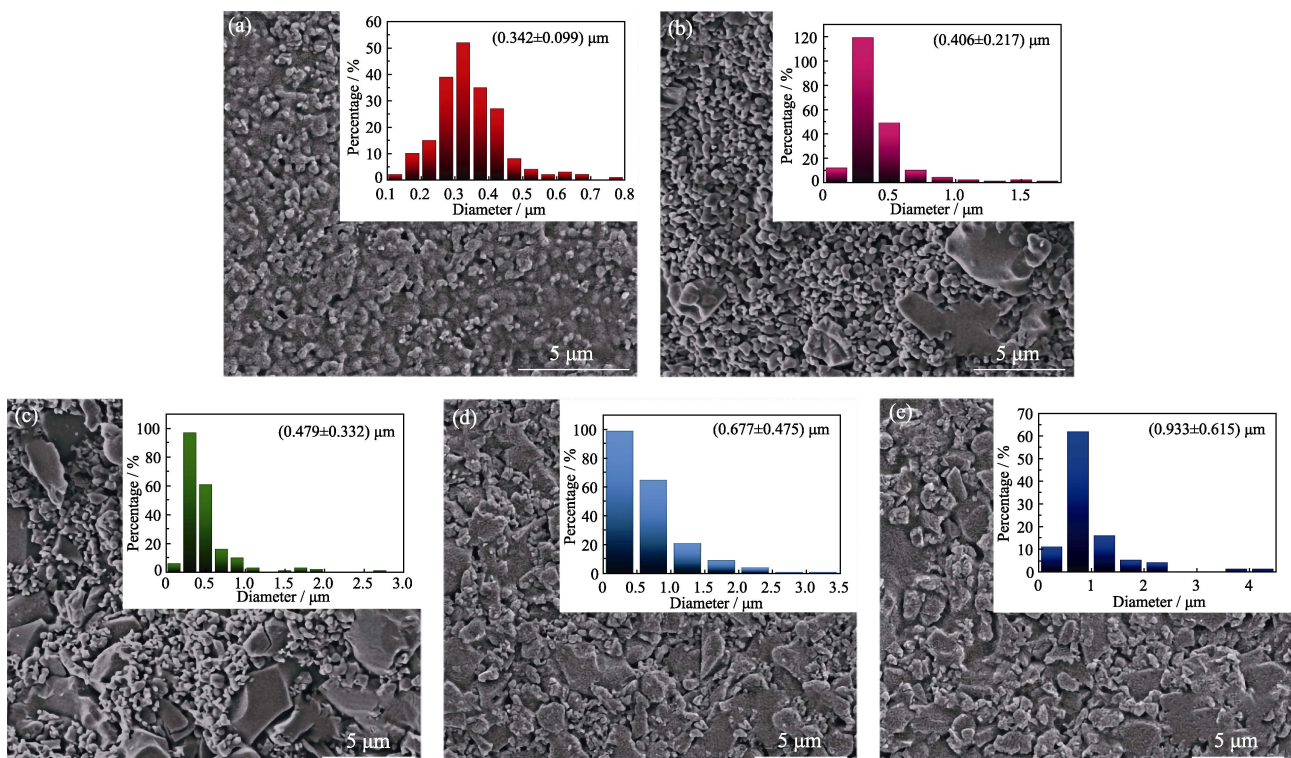 (a)
(0.342±0.099) μm
Percentage / %
60
50
40
30
20
10
0
0.1 0.2 0.3 0.4 0.5 0.6 0.7 0.8
Diameter / μm
5 μm
(b)
(0.406±0.217) μm
Percentage / %
120
100
80
60
40
20
0
0 0.5 1.0 1.5
Diameter / μm
5 μm
(c)
(0.479±0.332) μm
Percentage / %
100
80
60
40
20
0
0 0.5 1.0 1.5 2.0 3.0
Diameter / μm
5 μm
(d)
(0.677±0.475) μm
Percentage / %
100
80
60
40
20
0
0 0.5 1.0 1.5 2.0 2.5 3.0 3.5
Diameter / μm
5 μm
(e)
(0.933±0.615) μm
Percentage / %
70
60
50
40
30
20
10
0
0 1 2 3 4
Diameter / μm
5 μm